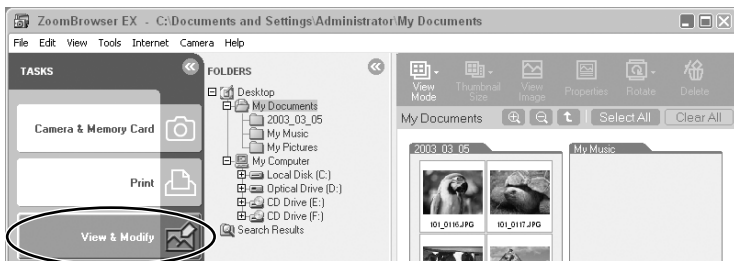 ZoomBrowser EX - C:\Documents and Settings\Administrator\My Documents
File Edit View Tools Internet Camera Help
TASKS
Camera & Memory Card
Print
View & Modify
FOLDERS
Desktop
My Documents
2003_03_05
My Music
My Pictures
My Computer
Local Disk (C:)
Optical Drive (D:)
CD Drive (E:)
CD Drive (F:)
Search Results
View Mode
Thumbnail Size
View Image
Properties
Rotate
Delete
My Documents
Select All
Clear All
2003_03_05
My Music
101_0116.JPG
101_0117.JPG